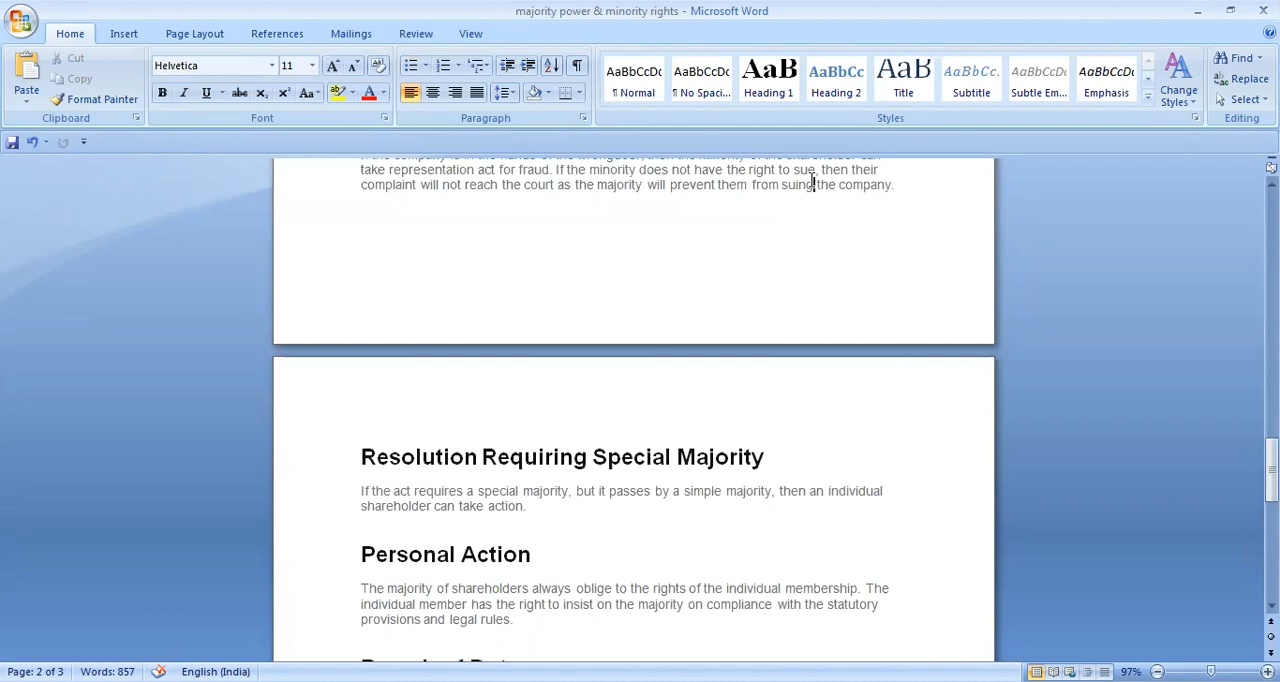 majority power & minority rights - Microsoft Word
Home Insert Page Layout References Mailings Review View
Cut
Copy
Format Painter
Paste
Clipboard
Helvetica 11
Font
Paragraph
AaBbCcDc AaBbCcDc AaB AaBbCc AaB AaBbCc. AaBbCcDc AaBbCcDc
¶ Normal ¶ No Spaci... Heading 1 Heading 2 Title Subtitle Subtle Em... Emphasis
Change Styles
Styles
Find
Replace
Select
Editing
take representation act for fraud. If the minority does not have the right to sue, then their
complaint will not reach the court as the majority will prevent them from suing the company.
Resolution Requiring Special Majority
If the act requires a special majority, but it passes by a simple majority, then an individual
shareholder can take action.
Personal Action
The majority of shareholders always oblige to the rights of the individual membership. The
individual member has the right to insist on the majority on compliance with the statutory
provisions and legal rules.
Page: 2 of 3 Words: 857 English (India) 97%